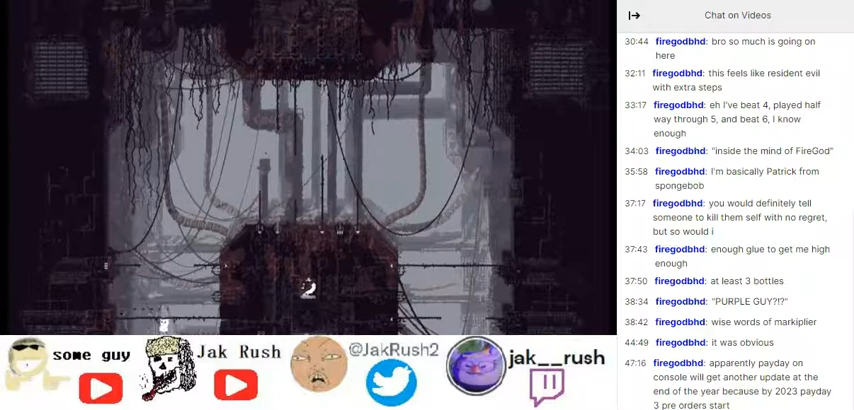 Chat on Videos
30:44 firegodbhd: bro so much is going on
here
32:11 firegodbhd: this feels like resident evil
with extra steps
33:17 firegodbhd: eh I've beat 4, played half
way through 5, and beat 6, I know
enough
34:03 firegodbhd: "inside the mind of FireGod"
35:58 firegodbhd: I'm basically Patrick from
spongebob
37:17 firegodbhd: you would definitely tell
someone to kill them self with no regret,
but so would i
37:43 firegodbhd: enough glue to get me high
enough
37:50 firegodbhd: at least 3 bottles
38:34 firegodbhd: "PURPLE GUY?!?"
38:42 firegodbhd: wise words of markiplier
44:49 firegodbhd: it was obvious
47:16 firegodbhd: apparently payday on
console will get another update at the
end of the year because by 2023 payday
3 pre orders start
some guy
Jak Rush
@JakRush2
jak__rush